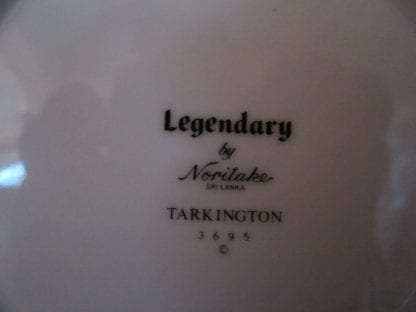 Legendary
by
Noritake
SRI LANKA
TARKINGTON
3695
©